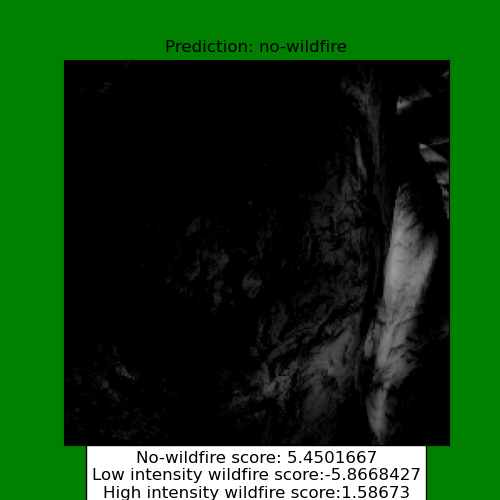 Prediction: no-wildfire
No-wildfire score: 5.4501667
Low intensity wildfire score:-5.8668427
High intensity wildfire score:1.58673